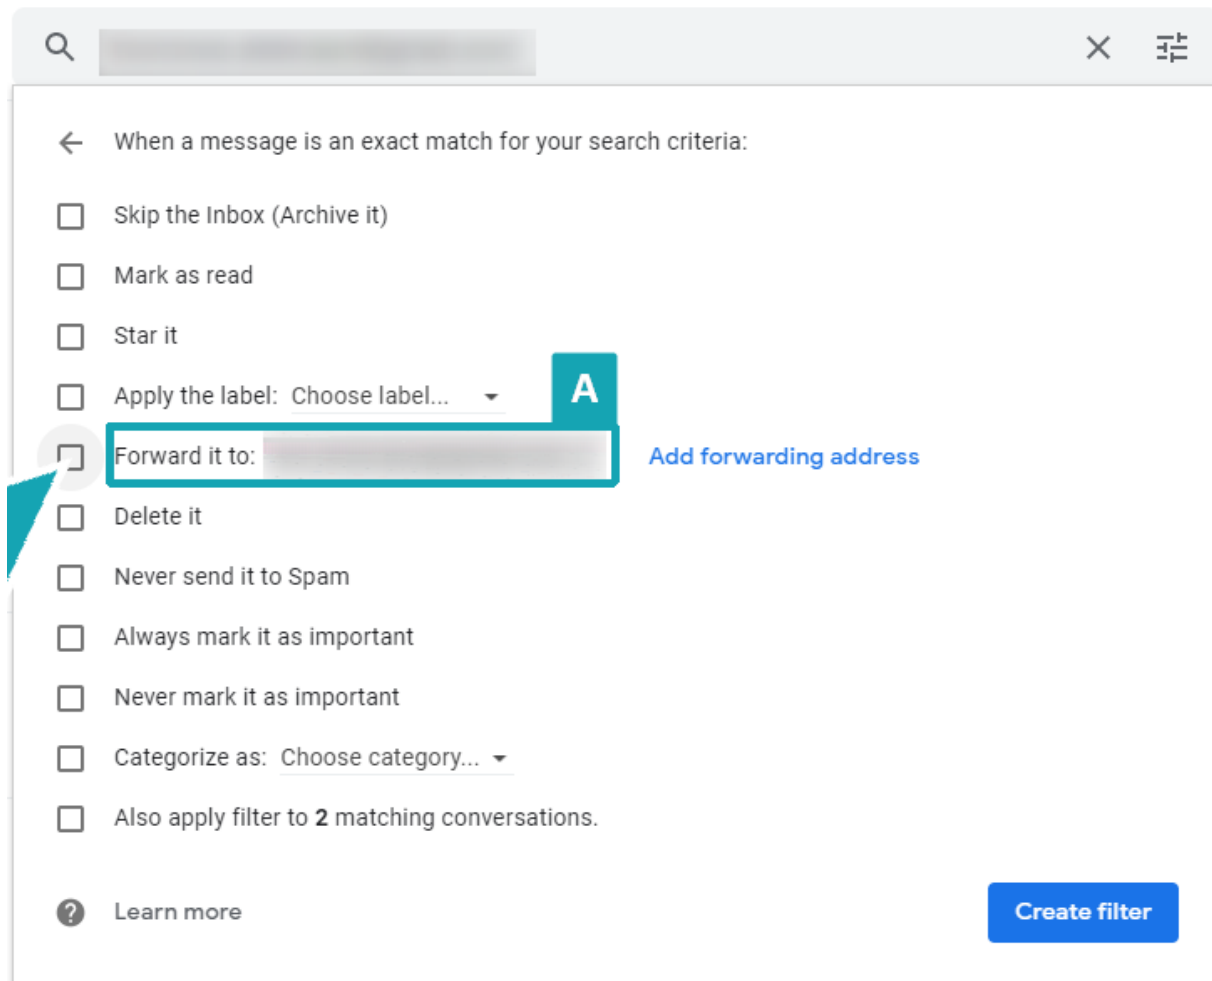 When a message is an exact match for your search criteria:
Skip the Inbox (Archive it)
Mark as read
Star it
Apply the label: Choose label...
A
Forward it to:
Add forwarding address
Delete it
Never send it to Spam
Always mark it as important
Never mark it as important
Categorize as: Choose category...
Also apply filter to 2 matching conversations.
? Learn more
Create filter